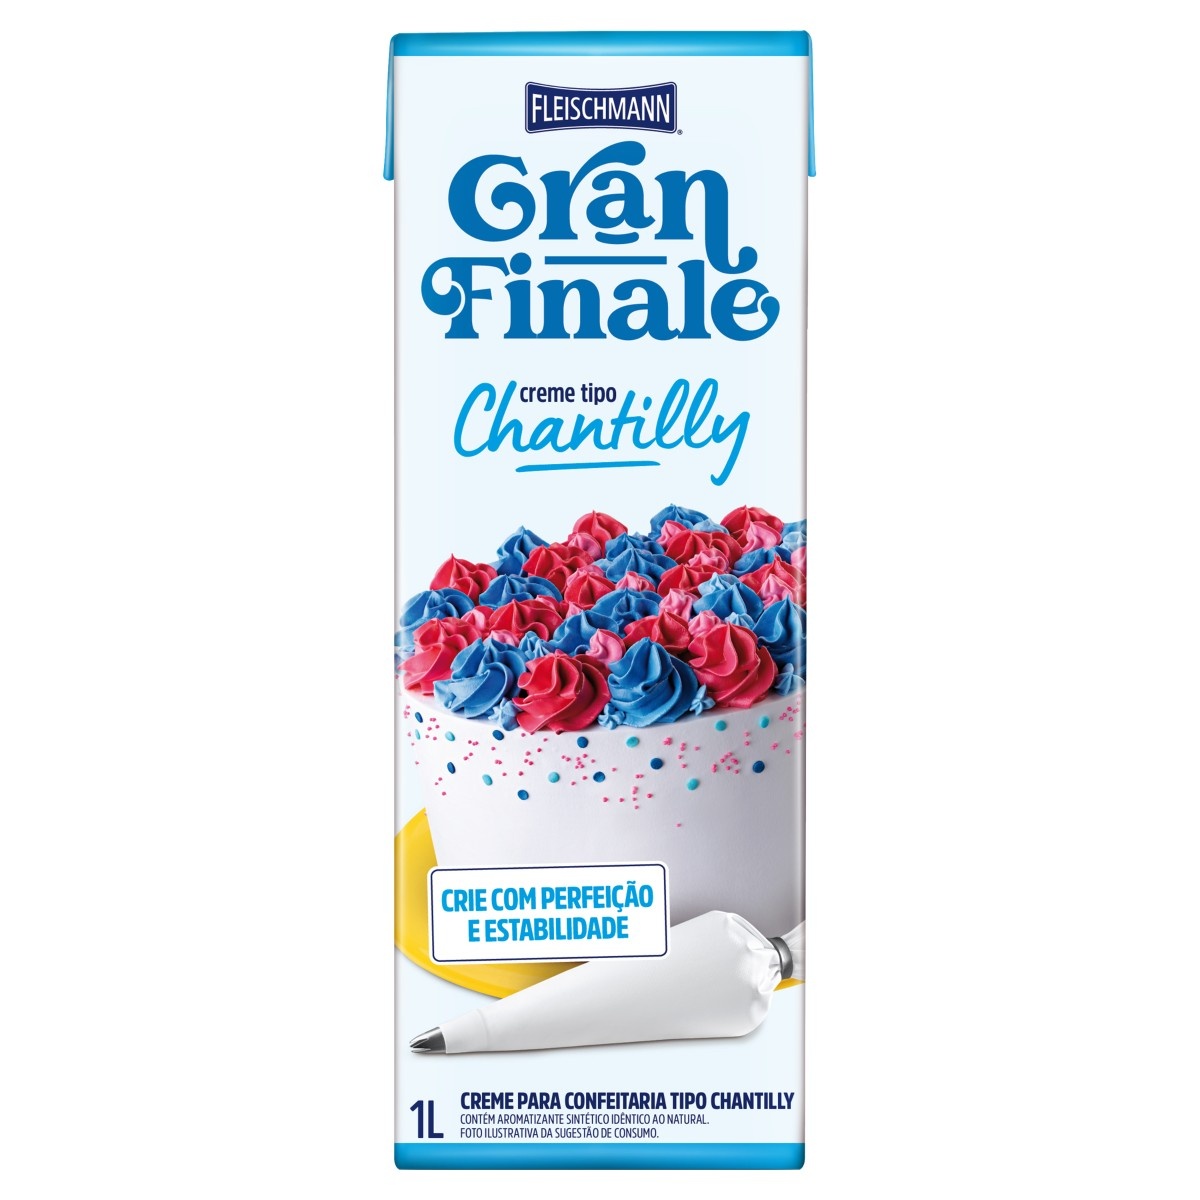 FLEISCHMANN®
Gran
Finale
creme tipo
Chantilly
CRIE COM PERFEIÇÃO
E ESTABILIDADE
1L
CREME PARA CONFEITARIA TIPO CHANTILLY
CONTÉM AROMATIZANTE SINTÉTICO IDÊNTICO AO NATURAL.
FOTO ILUSTRATIVA DA SUGESTÃO DE CONSUMO.